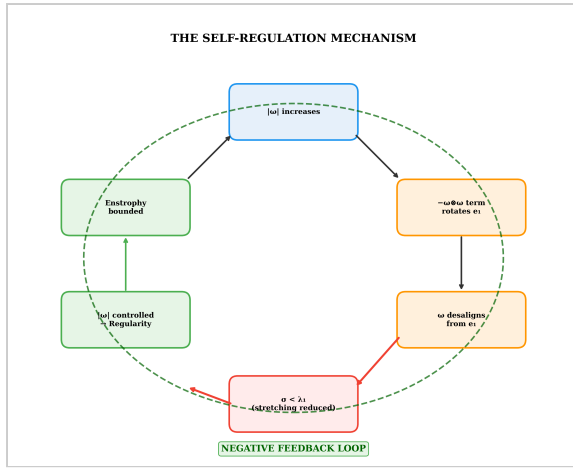 THE SELF-REGULATION MECHANISM
|ω| increases
−ω⊗ω term
rotates e₁
ω desaligns
from e₁
σ < λ₁
(stretching reduced)
|ω| controlled
Regularity
Enstrophy
bounded
NEGATIVE FEEDBACK LOOP